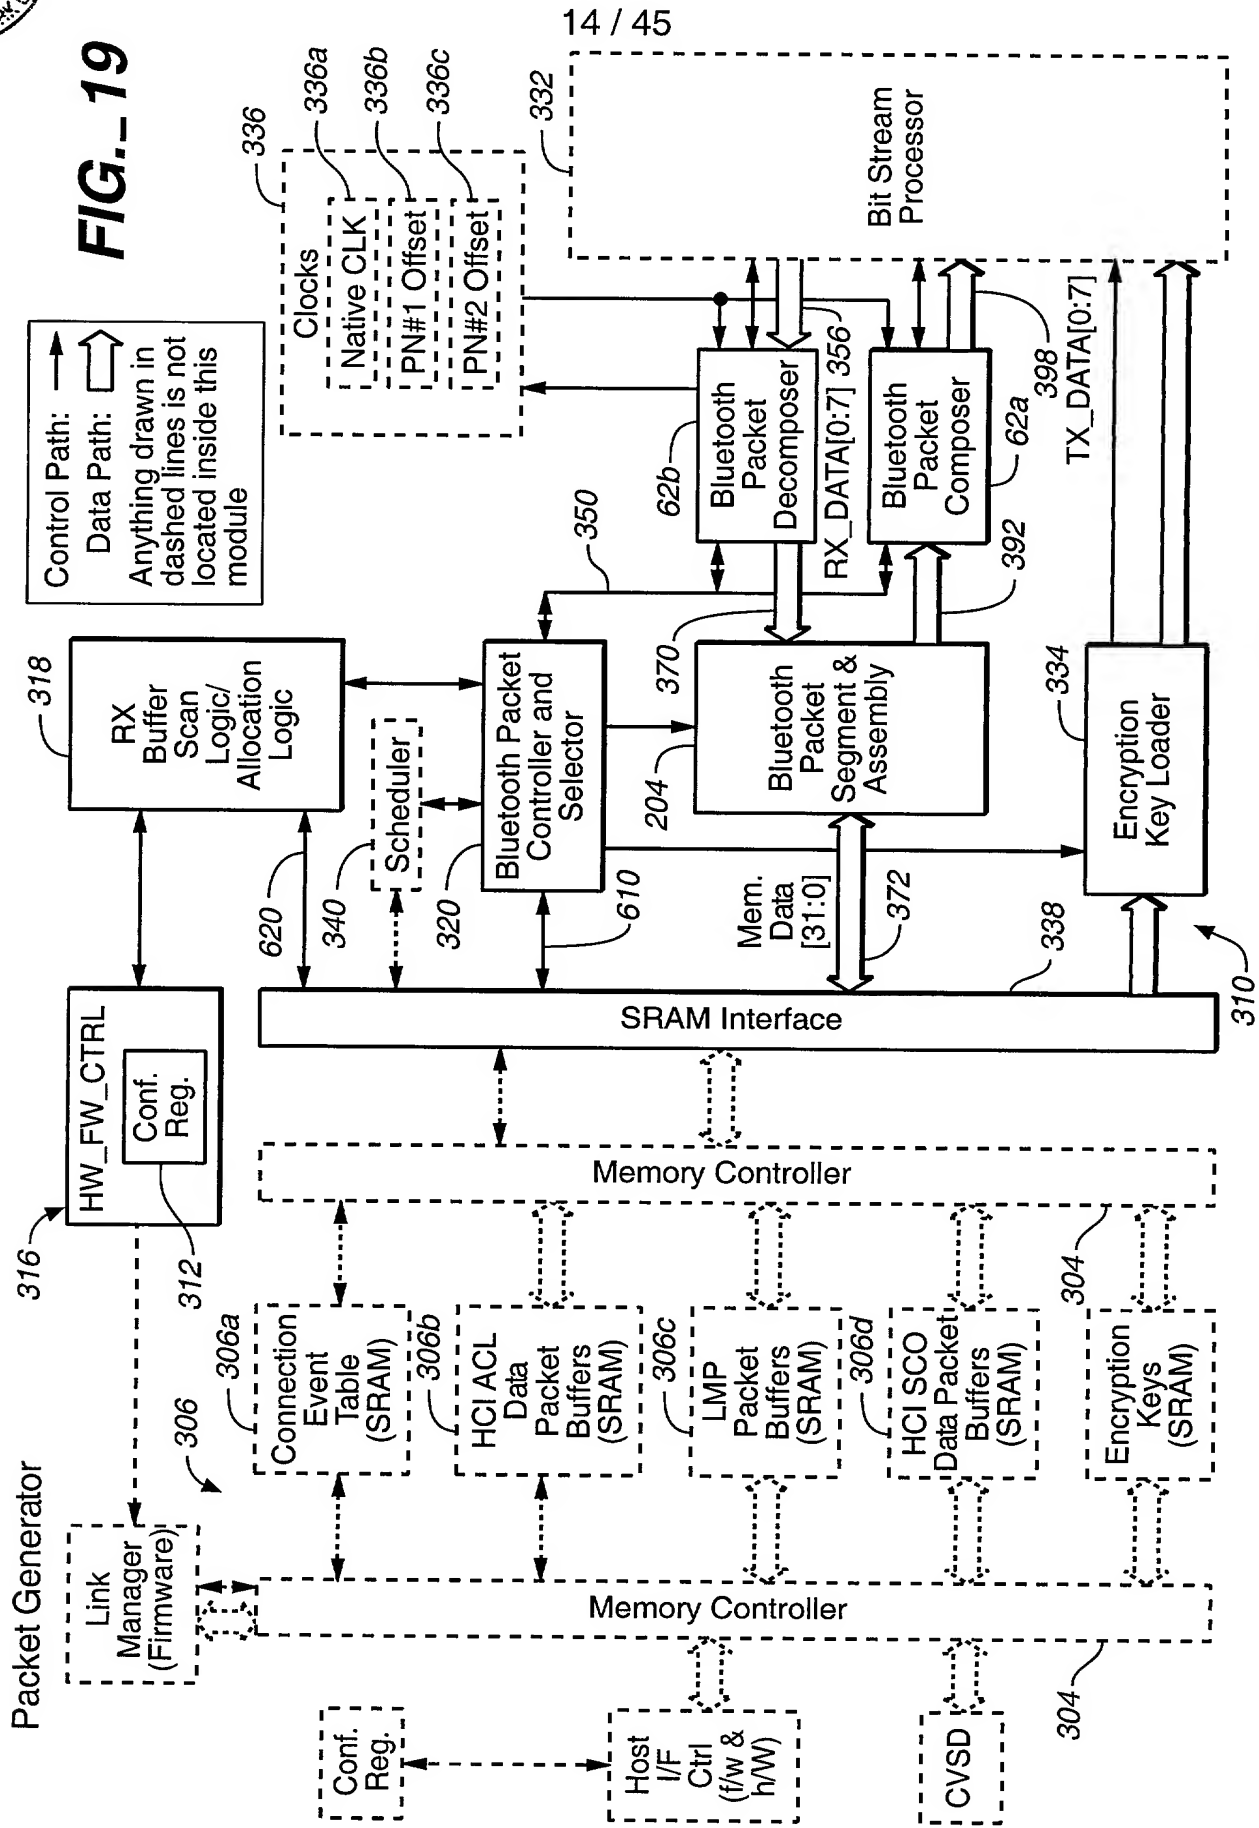 14 / 45
FIG._ 19
Packet Generator
Control Path:
Data Path:
Anything drawn in
dashed lines is not
located inside this
module
Link
Manager
(Firmware)
316
HW_FW_CTRL
Conf.
Reg.
312
318
RX
Buffer
Scan
Logic/
Allocation
Logic
620
336
Clocks
Native CLK
PN#1 Offset
PN#2 Offset
336a
336b
336c
332
Bit Stream
Processor
306
306a
Connection
Event
Table
(SRAM)
306b
HCI ACL
Data
Packet
Buffers
(SRAM)
306c
LMP
Packet
Buffers
(SRAM)
306d
HCI SCO
Data Packet
Buffers
(SRAM)
Encryption
Keys
(SRAM)
Conf.
Reg.
Host
I/F
Ctrl
(f/w &
h/W)
CVSD
Memory Controller
304
Memory Controller
304
SRAM Interface
338
340
Scheduler
320
Bluetooth Packet
Controller and
Selector
610
350
62b
Bluetooth
Packet
Decomposer
RX_DATA[0:7]
356
370
204
Bluetooth
Packet
Segment &
Assembly
Mem.
Data
[31:0]
372
392
Bluetooth
Packet
Composer
62a
398
TX_DATA[0:7]
334
Encryption
Key Loader
310